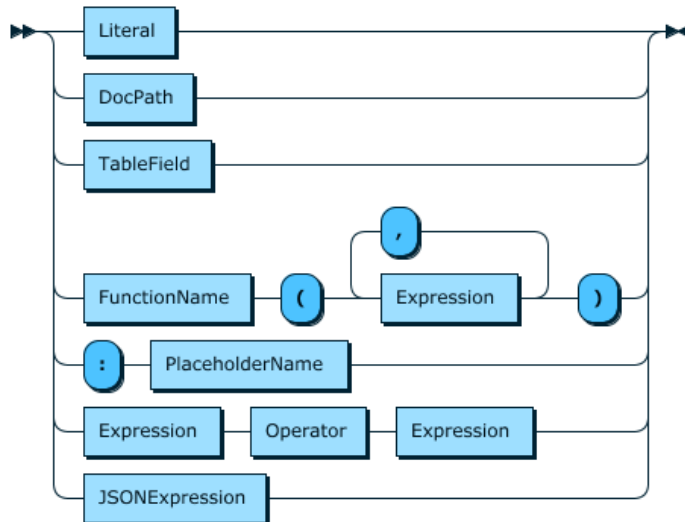 Literal
DocPath
TableField
,
FunctionName ( Expression )
: PlaceholderName
Expression Operator Expression
JSONExpression